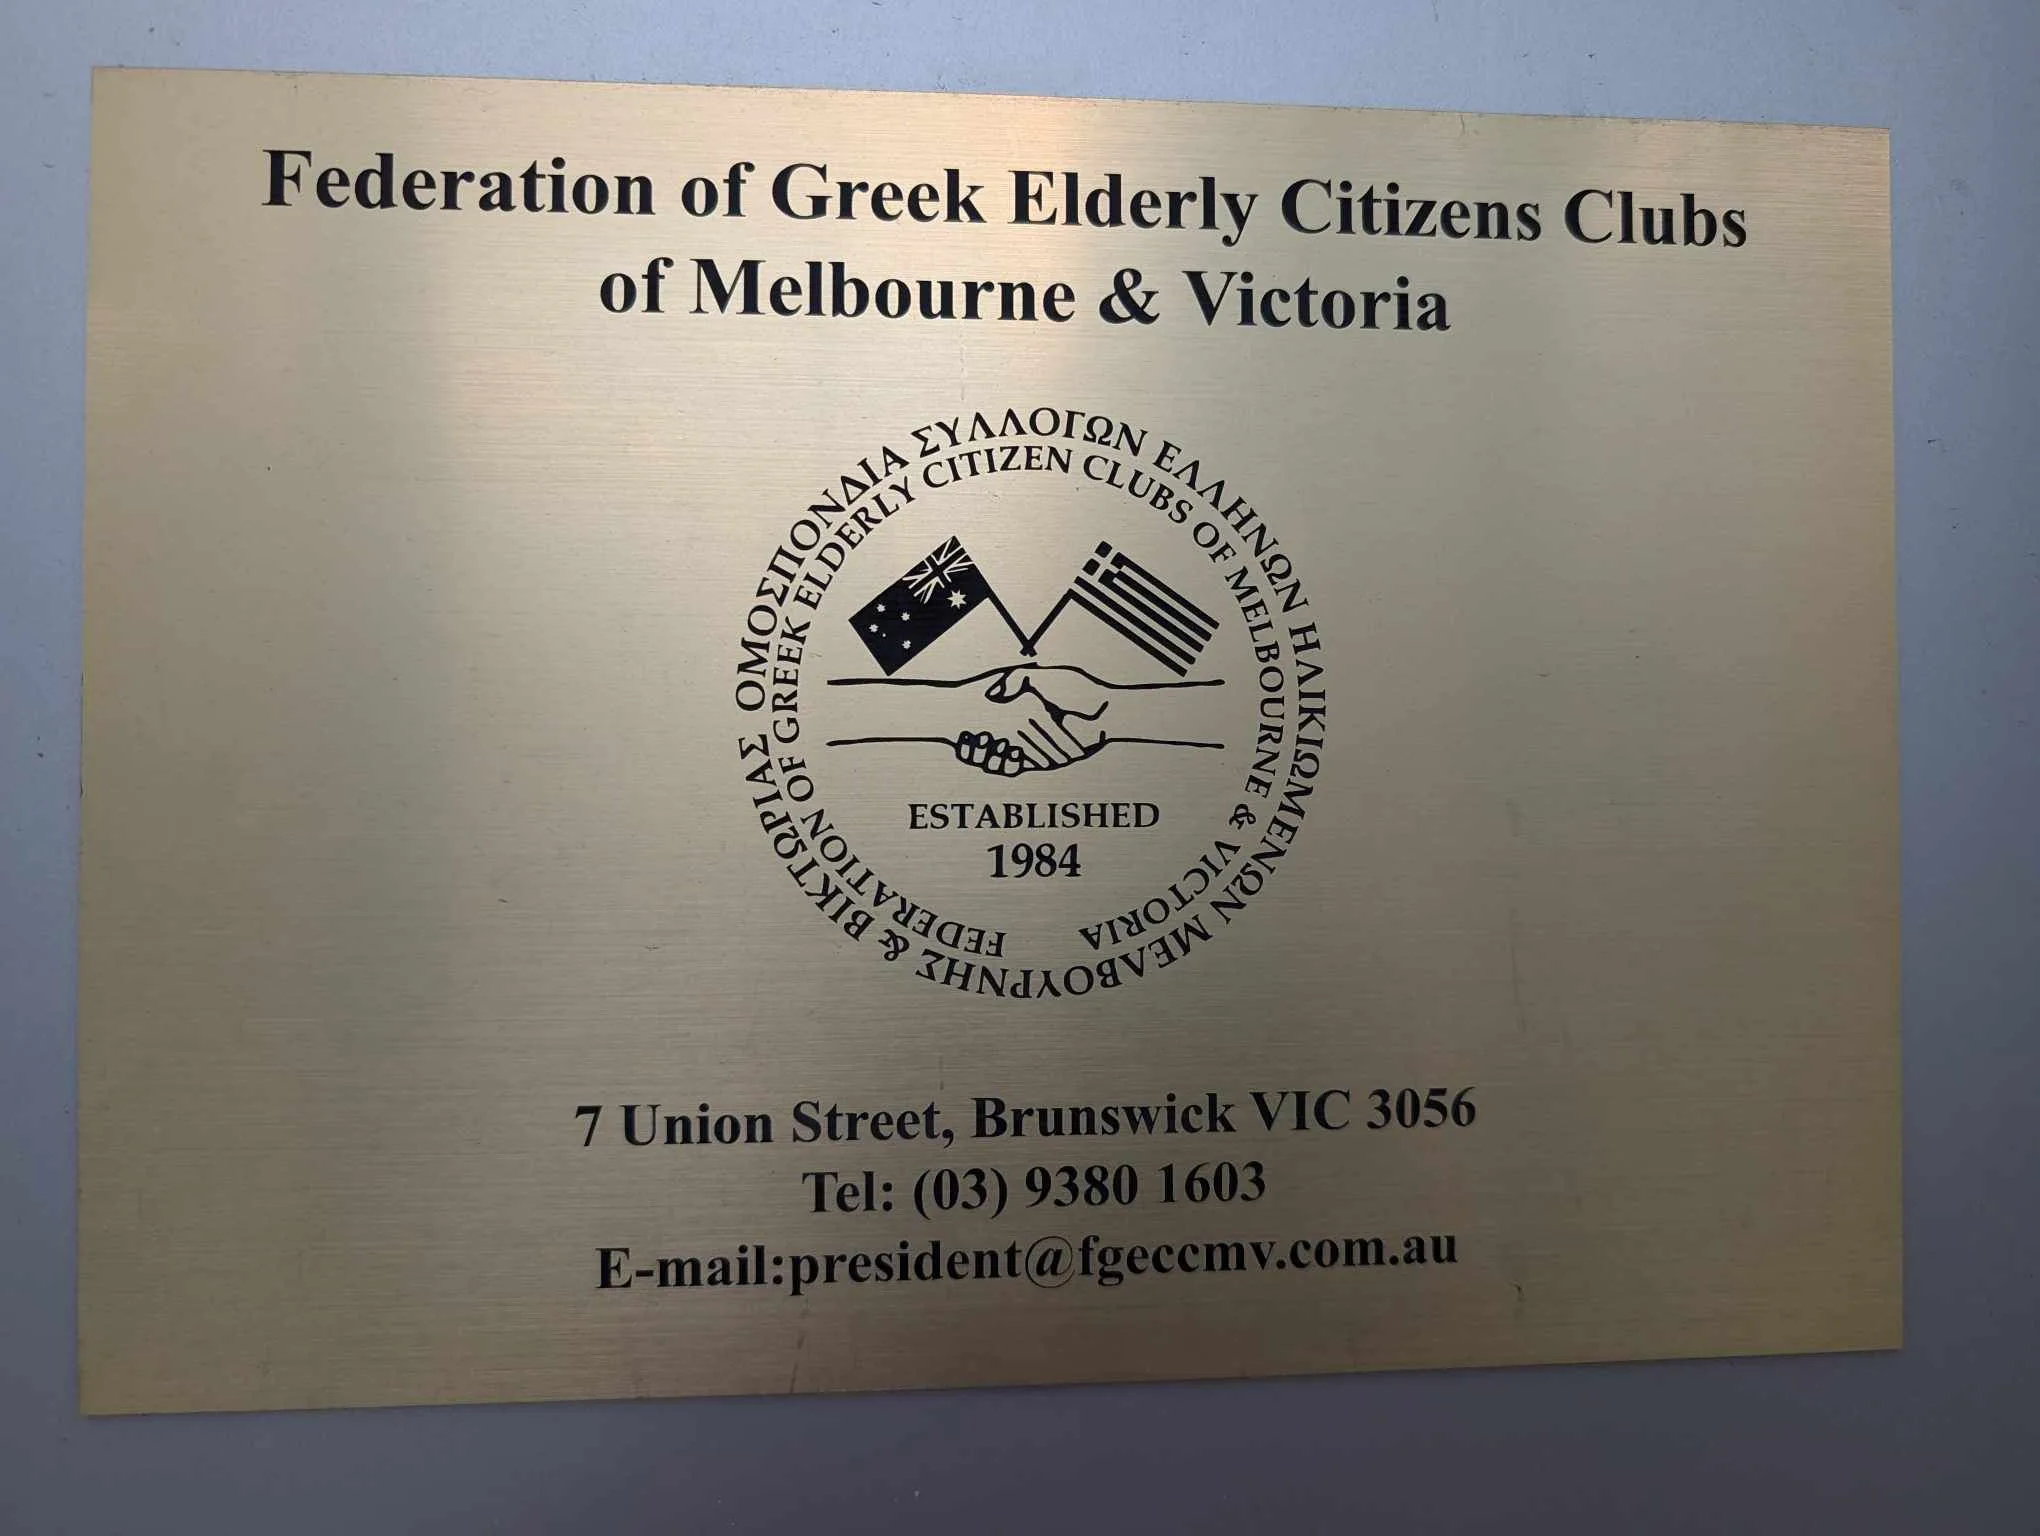 Federation of Greek Elderly Citizens Clubs
of Melbourne & Victoria
ΟΜΟΣΠΟΝΔΙΑ ΣΥΛΛΟΓΩΝ ΕΛΛΗΝΩΝ ΗΛΙΚΙΩΜΕΝΩΝ ΜΕΛΒΟΥΡΝΗΣ & ΒΙΚΤΩΡΙΑΣ
FEDERATION OF GREEK ELDERLY CITIZEN CLUBS OF MELBOURNE & VICTORIA
ESTABLISHED
1984
7 Union Street, Brunswick VIC 3056
Tel: (03) 9380 1603
E-mail:president@fgeccmv.com.au